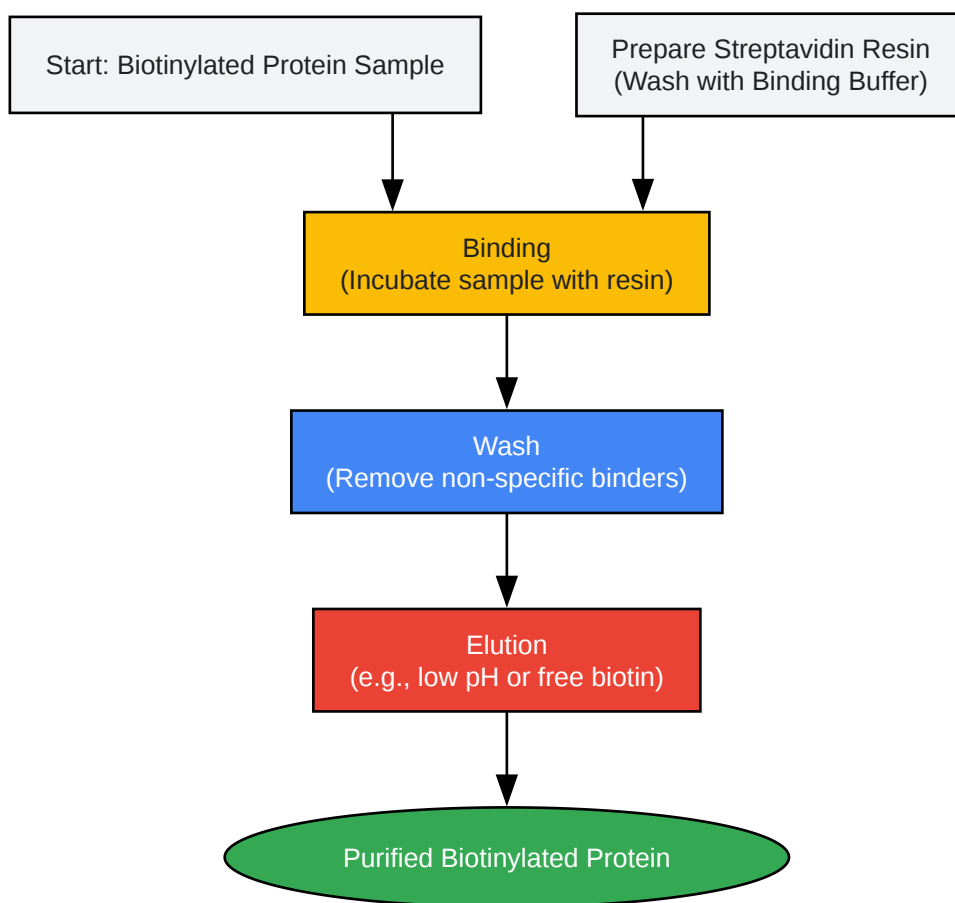 Start: Biotinylated Protein Sample
Prepare Streptavidin Resin
(Wash with Binding Buffer)
Binding
(Incubate sample with resin)
Wash
(Remove non-specific binders)
Elution
(e.g., low pH or free biotin)
Purified Biotinylated Protein